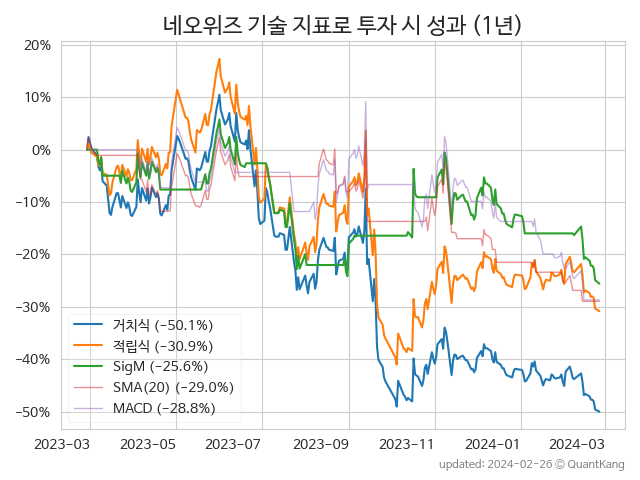 네오위즈 기술 지표로 투자 시 성과 (1년)
20%
10%
0%
−10%
−20%
−30%
−40%
−50%
거치식 (−50.1%)
적립식 (−30.9%)
SigM (−25.6%)
SMA(20) (−29.0%)
MACD (−28.8%)
2023−03 2023−05 2023−07 2023−09 2023−11 2024−01 2024−03
updated: 2024−02−26 ⓒ QuantKang